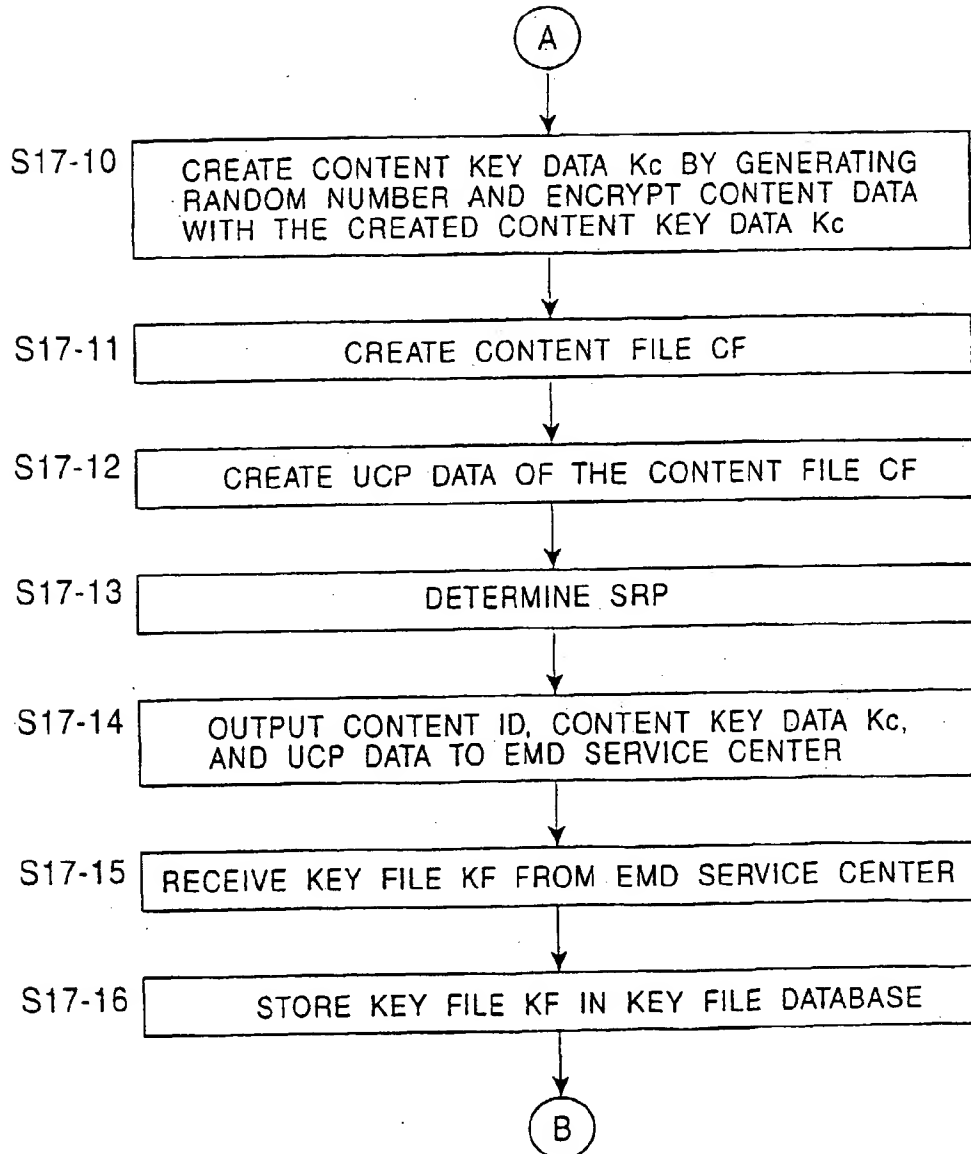 A
S17-10
CREATE CONTENT KEY DATA Kc BY GENERATING
RANDOM NUMBER AND ENCRYPT CONTENT DATA
WITH THE CREATED CONTENT KEY DATA Kc
S17-11
CREATE CONTENT FILE CF
S17-12
CREATE UCP DATA OF THE CONTENT FILE CF
S17-13
DETERMINE SRP
S17-14
OUTPUT CONTENT ID, CONTENT KEY DATA Kc,
AND UCP DATA TO EMD SERVICE CENTER
S17-15
RECEIVE KEY FILE KF FROM EMD SERVICE CENTER
S17-16
STORE KEY FILE KF IN KEY FILE DATABASE
B